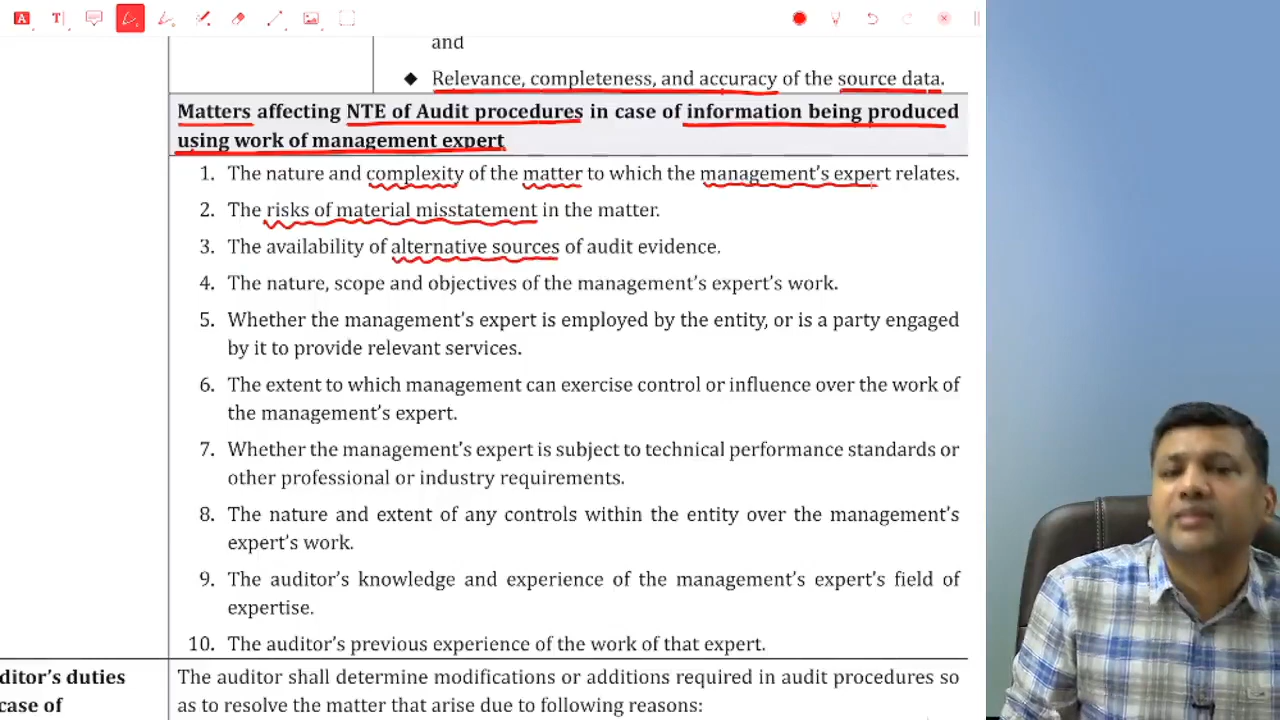 A
T
and
◆ Relevance, completeness, and accuracy of the source data.
Matters affecting NTE of Audit procedures in case of information being produced
using work of management expert
1. The nature and complexity of the matter to which the management's expert relates.
2. The risks of material misstatement in the matter.
3. The availability of alternative sources of audit evidence.
4. The nature, scope and objectives of the management's expert's work.
5. Whether the management's expert is employed by the entity, or is a party engaged
by it to provide relevant services.
6. The extent to which management can exercise control or influence over the work of
the management's expert.
7. Whether the management's expert is subject to technical performance standards or
other professional or industry requirements.
8. The nature and extent of any controls within the entity over the management's
expert's work.
9. The auditor's knowledge and experience of the management's expert's field of
expertise.
10. The auditor's previous experience of the work of that expert.
ditor's duties
case of
The auditor shall determine modifications or additions required in audit procedures so
as to resolve the matter that arise due to following reasons: